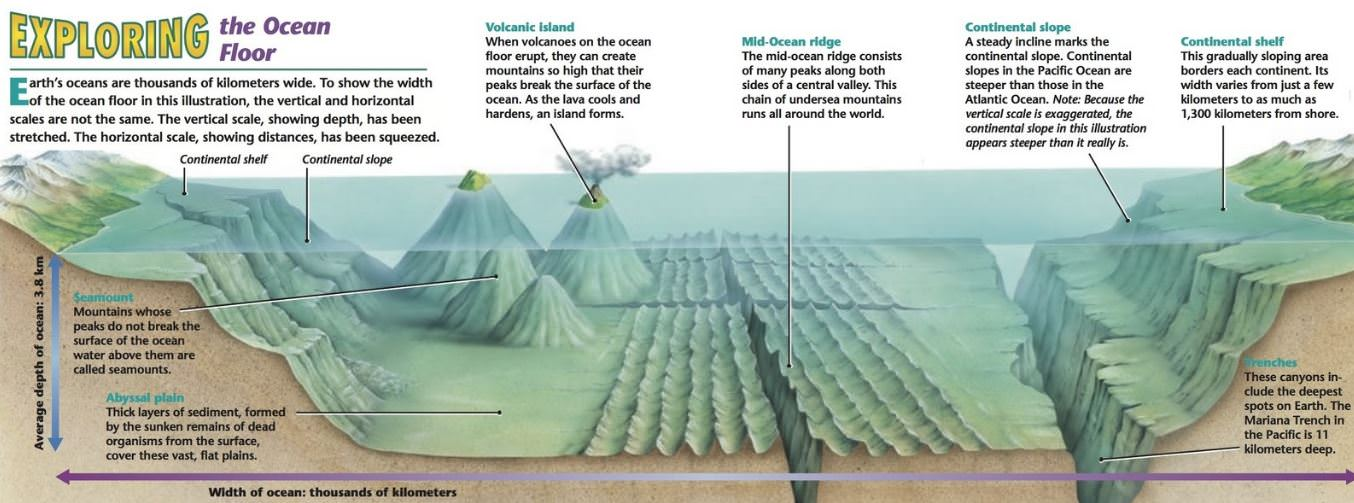 EXPLORING the Ocean
Floor
Earth's oceans are thousands of kilometers wide. To show the width
of the ocean floor in this illustration, the vertical and horizontal
scales are not the same. The vertical scale, showing depth, has been
stretched. The horizontal scale, showing distances, has been squeezed.
Continental shelf
Continental slope
Volcanic island
When volcanoes on the ocean
floor erupt, they can create
mountains so high that their
peaks break the surface of the
ocean. As the lava cools and
hardens, an island forms.
Mid-Ocean ridge
The mid-ocean ridge consists
of many peaks along both
sides of a central valley. This
chain of undersea mountains
runs all around the world.
Continental slope
A steady incline marks the
continental slope. Continental
slopes in the Pacific Ocean are
steeper than those in the
Atlantic Ocean. Note: Because the
vertical scale is exaggerated, the
continental slope in this illustration
appears steeper than it really is.
Continental shelf
This gradually sloping area
borders each continent. Its
width varies from just a few
kilometers to as much as
1,300 kilometers from shore.
Average depth of ocean: 3.8 km
Seamount
Mountains whose
peaks do not break the
surface of the ocean
water above them are
called seamounts.
Abyssal plain
Thick layers of sediment, formed
by the sunken remains of dead
organisms from the surface,
cover these vast, flat plains.
Trenches
These canyons in-
clude the deepest
spots on Earth. The
Mariana Trench in
the Pacific is 11
kilometers deep.
Width of ocean: thousands of kilometers